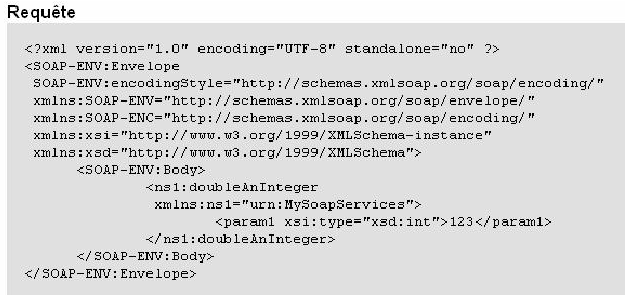 Requête
<?xml version="1.0" encoding="UTF-8" standalone="no" ?>
<SOAP-ENV:Envelope
SOAP-ENV:encodingStyle="http://schemas.xmlsoap.org/soap/encoding/"
xmlns:SOAP-ENV="http://schemas.xmlsoap.org/soap/envelope/"
xmlns:SOAP-ENC="http://schemas.xmlsoap.org/soap/encoding/"
xmlns:xsi="http://www.w3.org/1999/XMLSchema-instance"
xmlns:xsd="http://www.w3.org/1999/XMLSchema">
<SOAP-ENV:Body>
<ns1:doubleAnInteger
xmlns:ns1="urn:MySoapServices">
<param1 xsi:type="xsd:int">123</param1>
</ns1:doubleAnInteger>
</SOAP-ENV:Body>
</SOAP-ENV:Envelope>